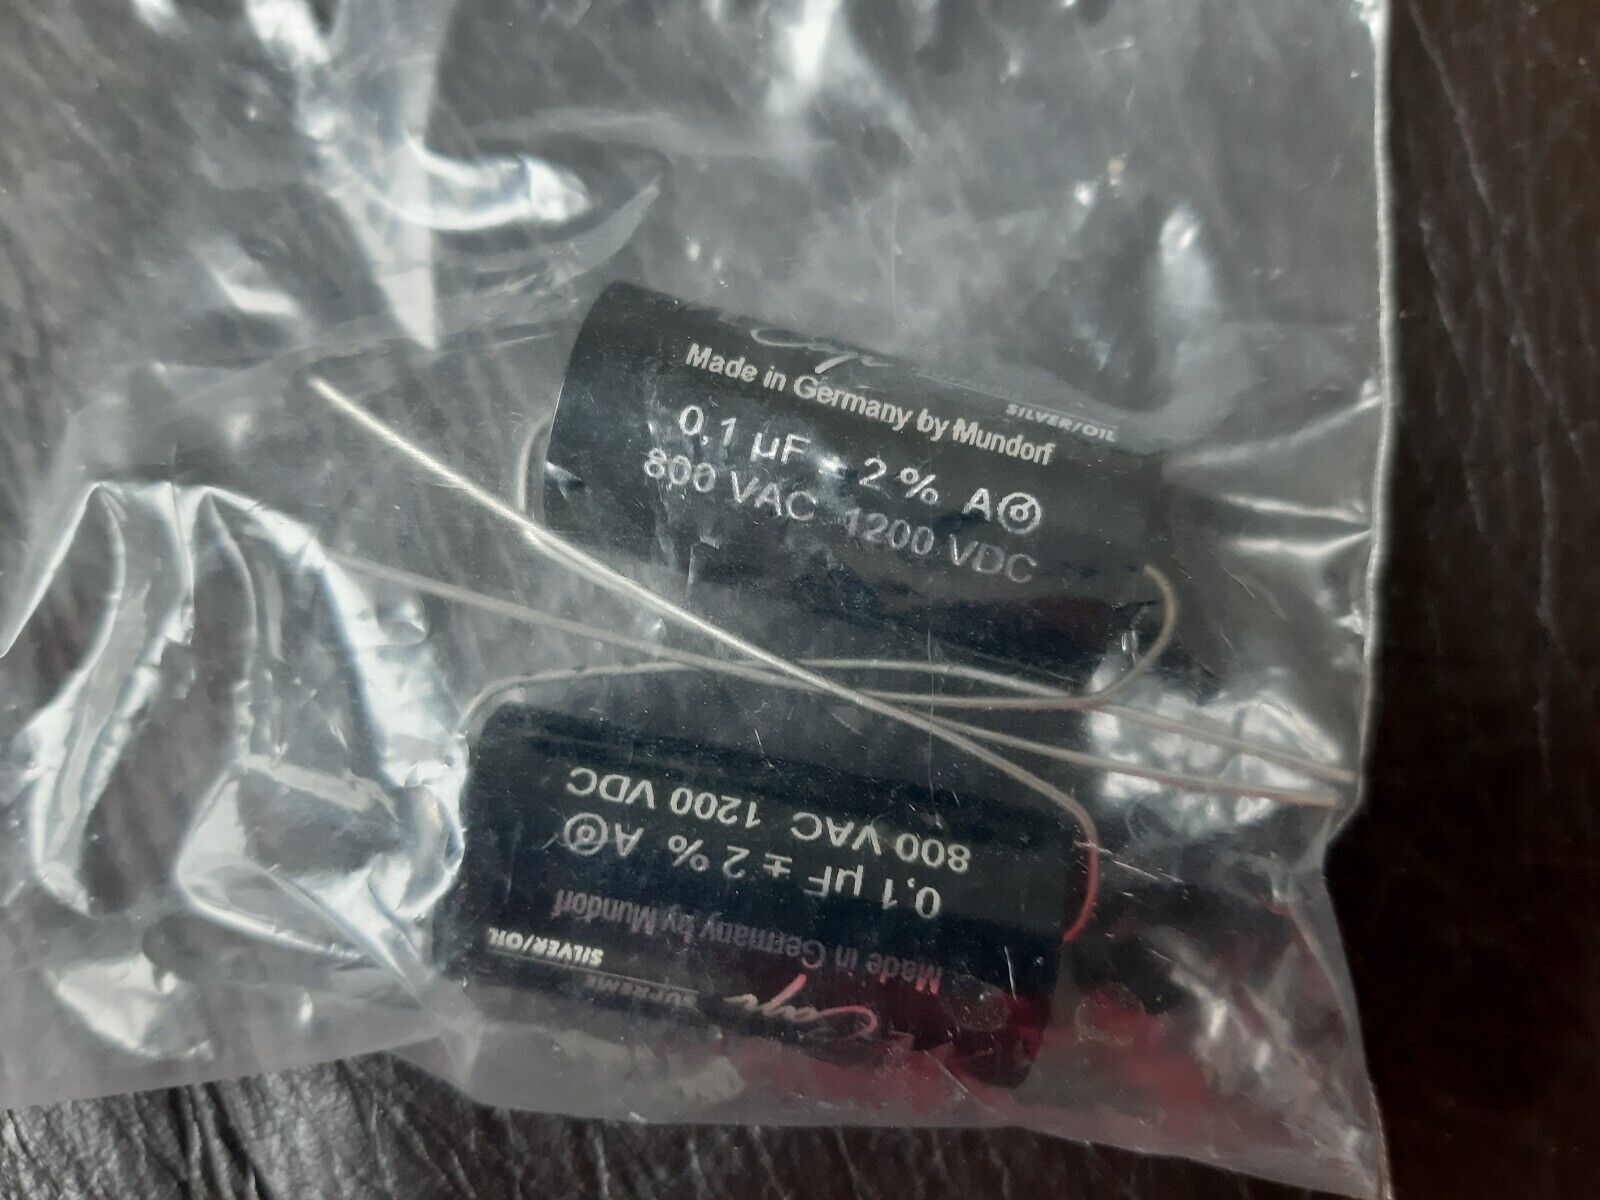 SILVER/OIL
Made in Germany by Mundorf
0,1 µF ± 2% A
800 VAC 1200 VDC
SUPREME
SILVER/OIL
Made in Germany by Mundorf
0,1 µF ± 2% A
800 VAC 1200 VDC